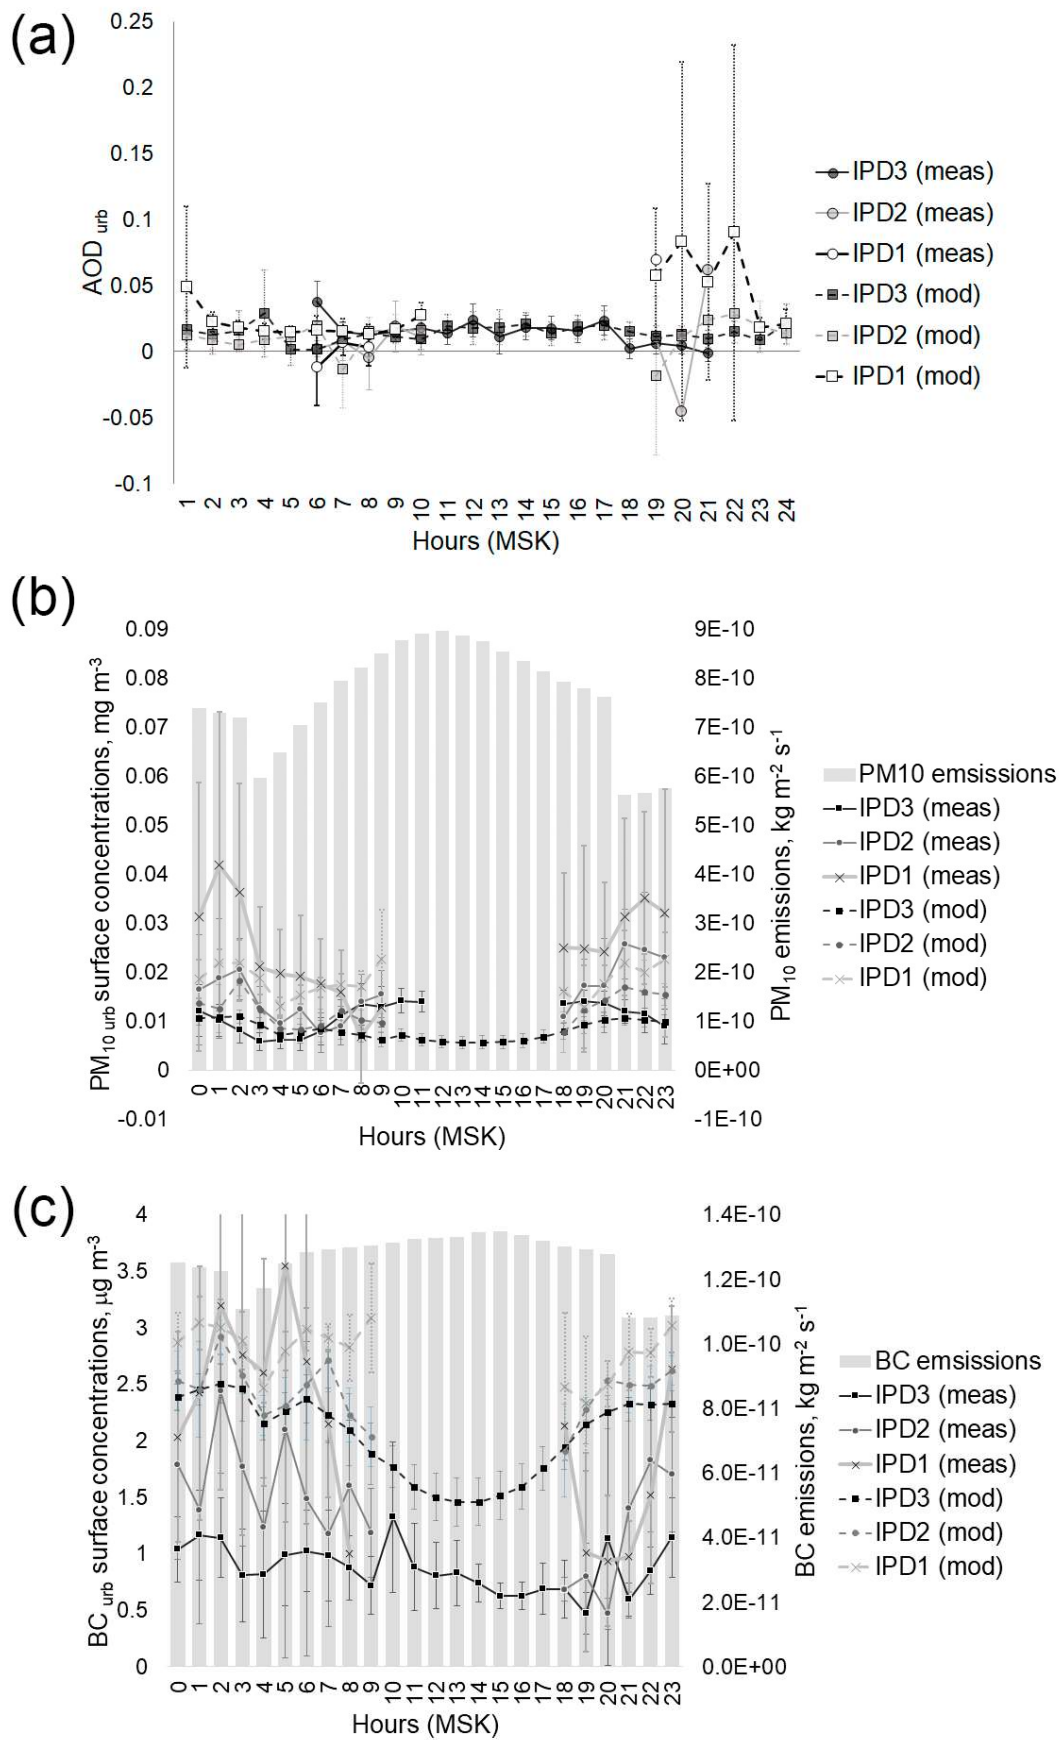 (a)
0.25
0.2
0.15
0.1
0.05
0
-0.05
-0.1
AOD urb
1 2 3 4 5 6 7 8 9 10 11 12 13 14 15 16 17 18 19 20 21 22 23 24
Hours (MSK)
IPD3 (meas)
IPD2 (meas)
IPD1 (meas)
IPD3 (mod)
IPD2 (mod)
IPD1 (mod)
(b)
0.09
0.08
0.07
0.06
0.05
0.04
0.03
0.02
0.01
0
-0.01
PM10 urb surface concentrations, mg m-3
9E-10
8E-10
7E-10
6E-10
5E-10
4E-10
3E-10
2E-10
1E-10
0E+00
-1E-10
PM10 emissions, kg m-2 s-1
0 1 2 3 4 5 6 7 8 9 10 11 12 13 14 15 16 17 18 19 20 21 22 23
Hours (MSK)
PM10 emsissions
IPD3 (meas)
IPD2 (meas)
IPD1 (meas)
IPD3 (mod)
IPD2 (mod)
IPD1 (mod)
(c)
4
3.5
3
2.5
2
1.5
1
0.5
0
BC urb surface concentrations, µg m-3
1.4E-10
1.2E-10
1.0E-10
8.0E-11
6.0E-11
4.0E-11
2.0E-11
0.0E+00
BC emissions, kg m-2 s-1
0 1 2 3 4 5 6 7 8 9 10 11 12 13 14 15 16 17 18 19 20 21 22 23
Hours (MSK)
BC emsissions
IPD3 (meas)
IPD2 (meas)
IPD1 (meas)
IPD3 (mod)
IPD2 (mod)
IPD1 (mod)